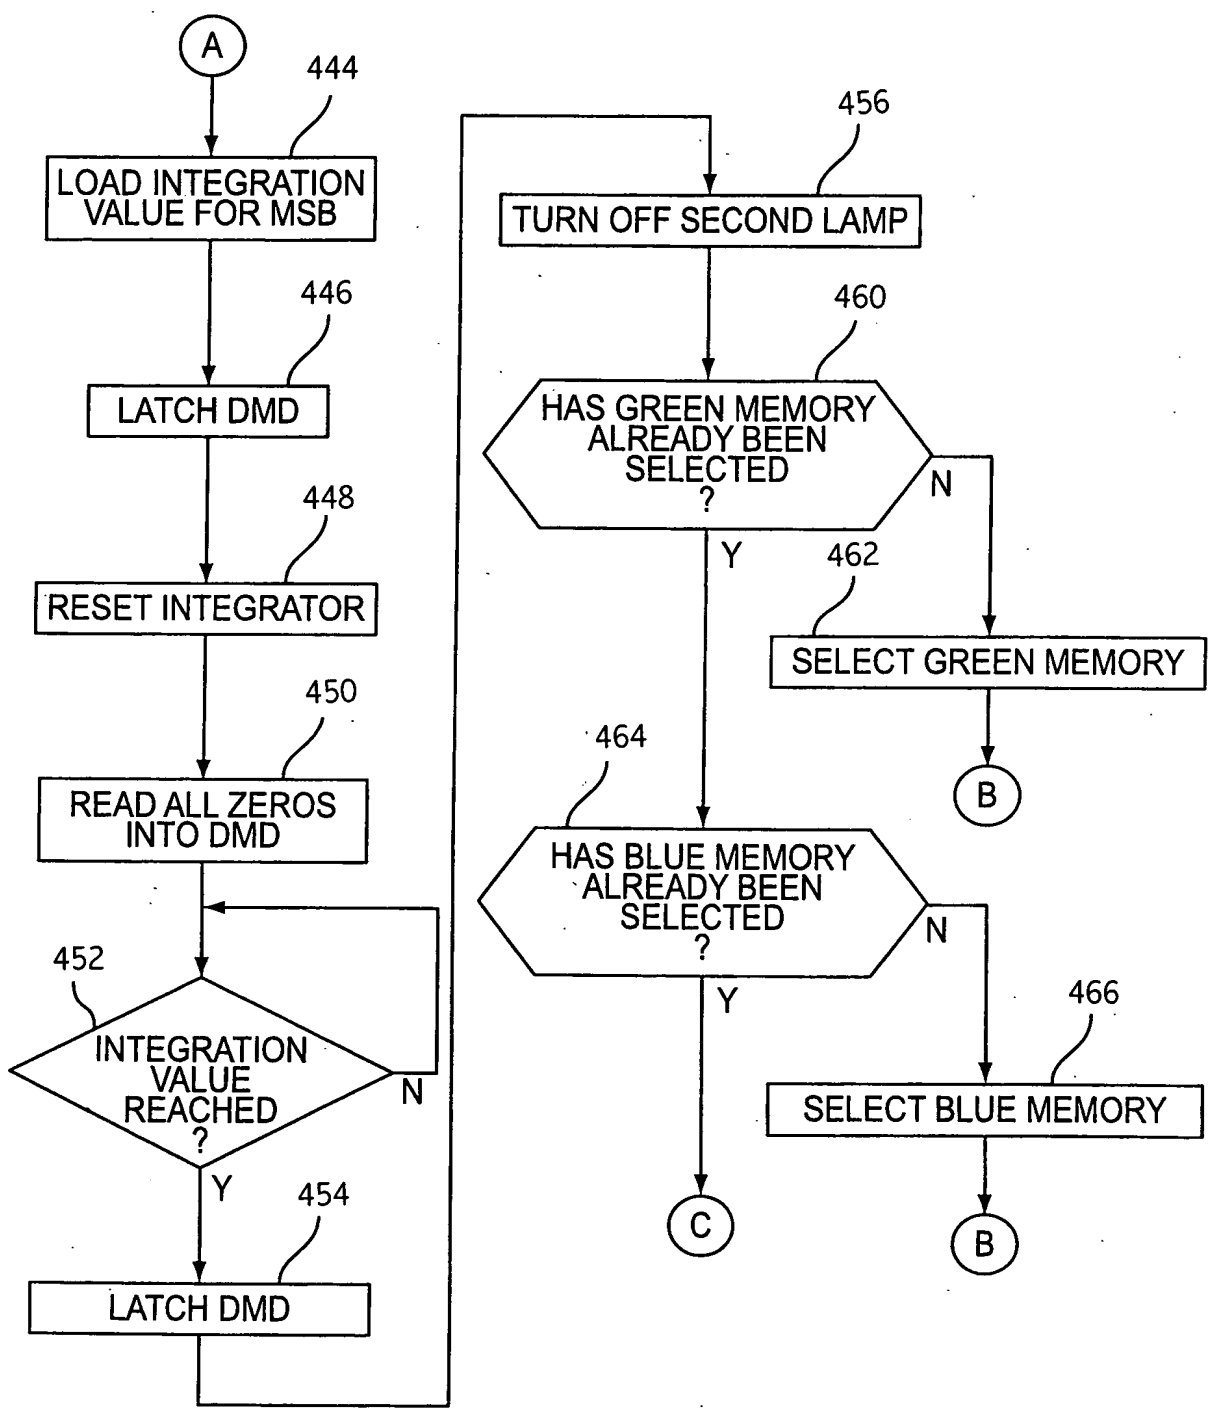 A
444
LOAD INTEGRATION
VALUE FOR MSB
446
LATCH DMD
448
RESET INTEGRATOR
450
READ ALL ZEROS
INTO DMD
452
INTEGRATION
VALUE
REACHED
?
N
Y
454
LATCH DMD
456
TURN OFF SECOND LAMP
460
HAS GREEN MEMORY
ALREADY BEEN
SELECTED
?
N
Y
462
SELECT GREEN MEMORY
B
464
HAS BLUE MEMORY
ALREADY BEEN
SELECTED
?
N
Y
466
SELECT BLUE MEMORY
C
B